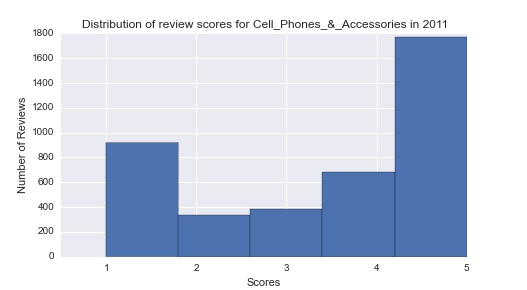 Distribution of review scores for Cell_Phones_&_Accessories in 2011
1800
1600
1400
1200
1000
800
600
400
200
0
Number of Reviews
1 2 3 4 5
Scores